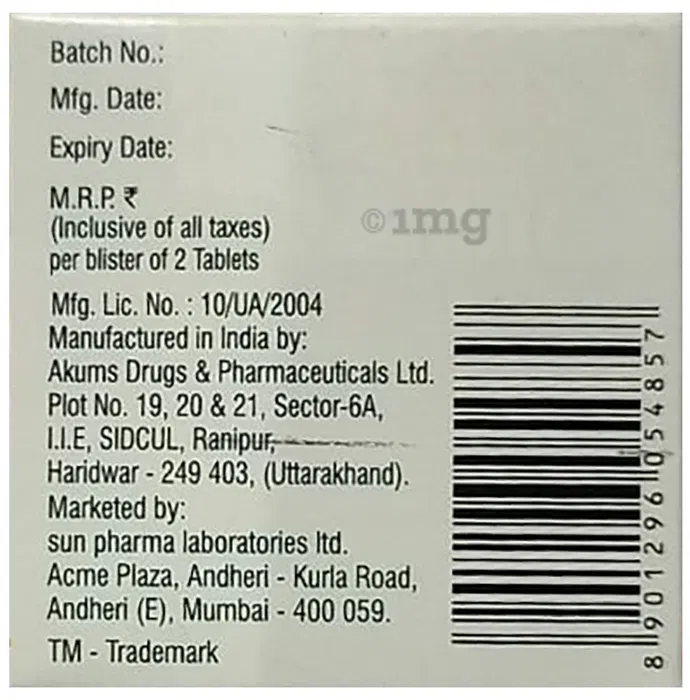 Batch No.:
Mfg. Date:
Expiry Date:
M.R.P. ₹
(Inclusive of all taxes)
per blister of 2 Tablets
©1mg
Mfg. Lic. No. : 10/UA/2004
Manufactured in India by:
Akums Drugs & Pharmaceuticals Ltd.
Plot No. 19, 20 & 21, Sector-6A,
I.I.E, SIDCUL, Ranipur,
Haridwar - 249 403, (Uttarakhand).
Marketed by:
sun pharma laboratories ltd.
Acme Plaza, Andheri - Kurla Road,
Andheri (E), Mumbai - 400 059.
TM - Trademark
8901296054857